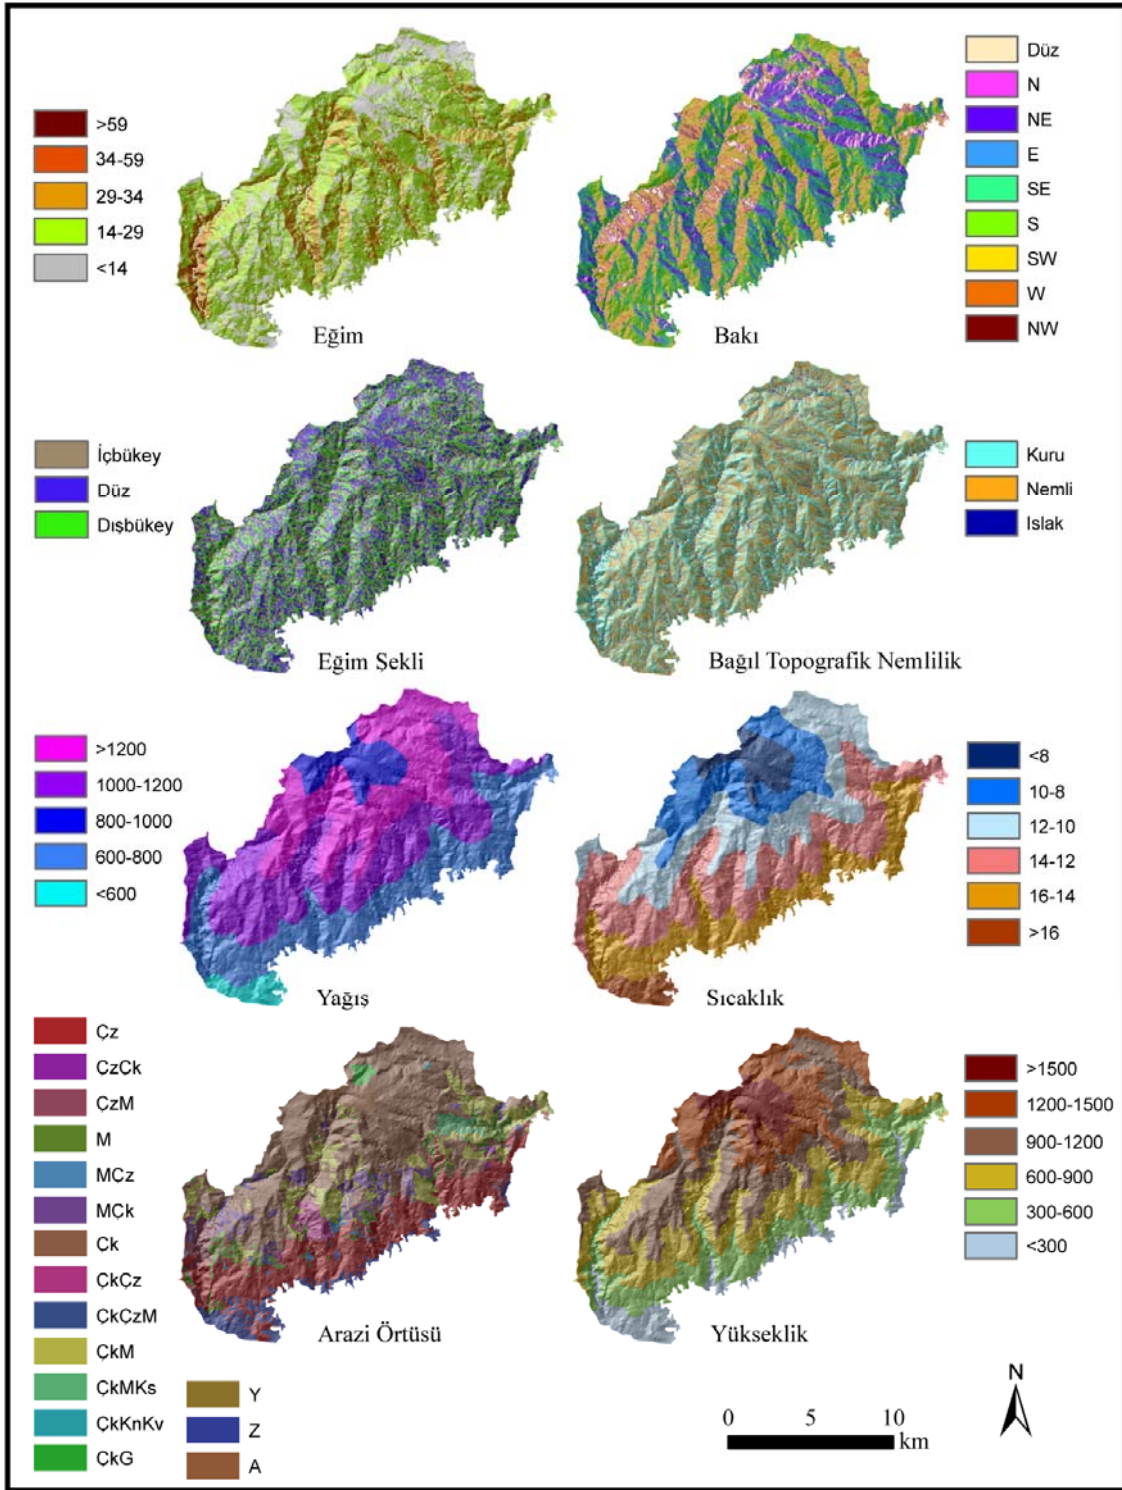 >59
34-59
29-34
14-29
<14
Eğim
Düz
N
NE
E
SE
S
SW
W
NW
Bakı
İçbükey
Düz
Dışbükey
Eğim Şekli
Kuru
Nemli
Islak
Bağıl Topografik Nemlilik
>1200
1000-1200
800-1000
600-800
<600
Yağış
<8
10-8
12-10
14-12
16-14
>16
Sıcaklık
Çz
CzCk
ÇzM
M
MCz
MÇk
Çk
ÇkÇz
ÇkÇzM
ÇkM
ÇkMKs
ÇkKnKv
ÇkG
Y
Z
A
Arazi Örtüsü
>1500
1200-1500
900-1200
600-900
300-600
<300
Yükseklik
0 5 10
km
N